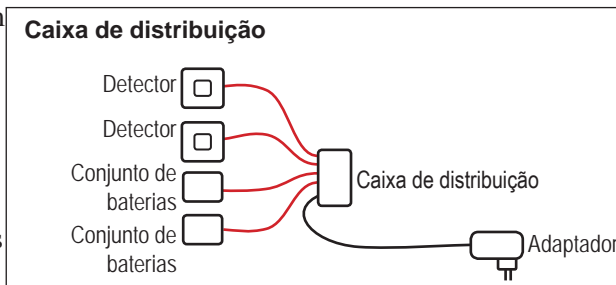 Caixa de distribuição
Detector
Detector
Conjunto de
baterias
Conjunto de
baterias
Caixa de distribuição
Adaptador